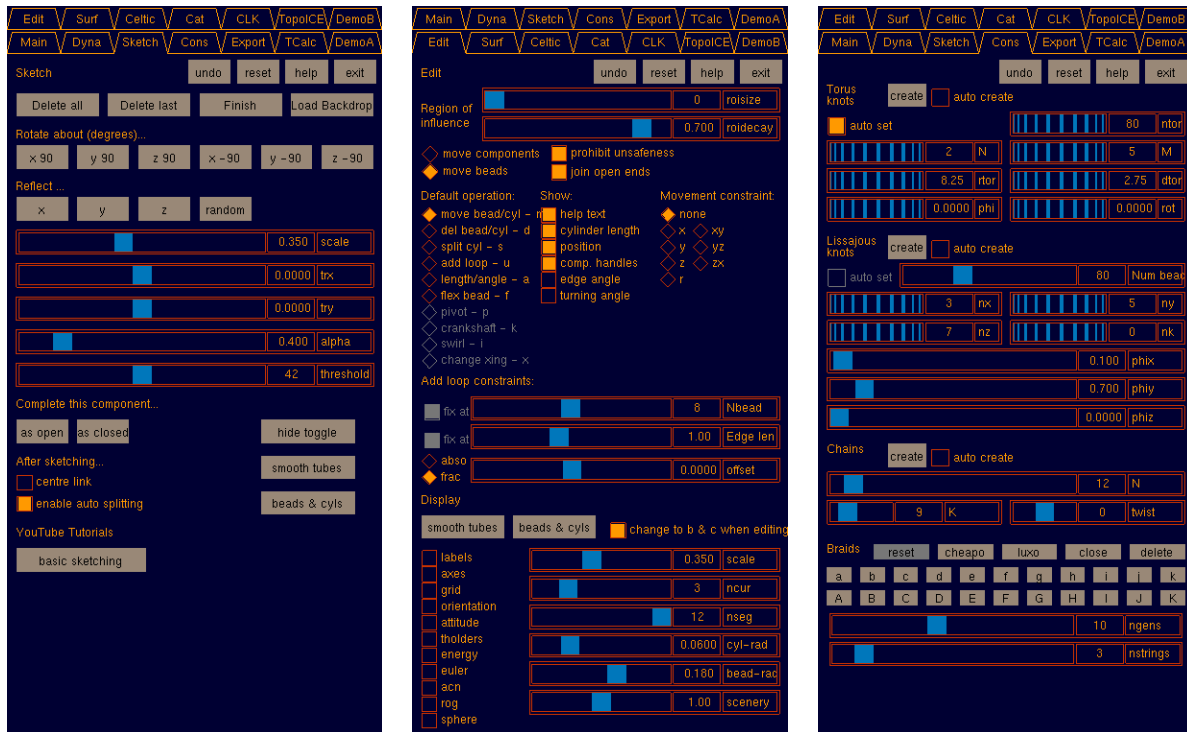 Edit Surf Celtic Cat CLK TopoICE DemoB
Main Dyna Sketch Cons Export TCalc DemoA
Sketch undo reset help exit
Delete all Delete last Finish Load Backdrop
Rotate about (degrees)...
x 90 y 90 z 90 x -90 y -90 z -90
Reflect ...
x y z random
0.350 scale
0.0000 trx
0.0000 try
0.400 alpha
42 threshold
Complete this component...
as open as closed hide toggle
After sketching... smooth tubes
centre link
enable auto splitting beads & cyls
YouTube Tutorials
basic sketching
Main Dyna Sketch Cons Export TCalc DemoA
Edit Surf Celtic Cat CLK TopoICE DemoB
Edit undo reset help exit
Region of influence
0 roisize
0.700 roidecay
move components prohibit unsafeness
move beads join open ends
Default operation: Show: Movement constraint:
move bead/cyl - m help text none
del bead/cyl - d cylinder length x xy
split cyl - s position y yz
add loop - u comp. handles z zx
length/angle - a edge angle r
flex bead - f turning angle
pivot - p
crankshaft - k
swirl - i
change xing - x
Add loop constraints:
fix at 8 Nbead
fix at 1.00 Edge len
abso
frac 0.0000 offset
Display
smooth tubes beads & cyls change to b & c when editing
labels 0.350 scale
axes
grid 3 ncur
orientation
attitude 12 nseg
tholders
energy 0.0600 cyl-rad
euler
acn 0.180 bead-rad
rog 1.00 scenery
sphere
Edit Surf Celtic Cat CLK TopoICE DemoB
Main Dyna Sketch Cons Export TCalc DemoA
undo reset help exit
Torus knots create auto create
auto set 80 ntor
2 N 5 M
8.25 rtor 2.75 dtor
0.0000 phi 0.0000 rot
Lissajous knots create auto create
auto set 80 Num bead
3 nx 5 ny
7 nz 0 nk
0.100 phix
0.700 phiy
0.0000 phiz
Chains create auto create
12 N
9 K 0 twist
Braids reset cheapo luxo close delete
a b c d e f g h i j k
A B C D E F G H I J K
10 ngens
3 nstrings